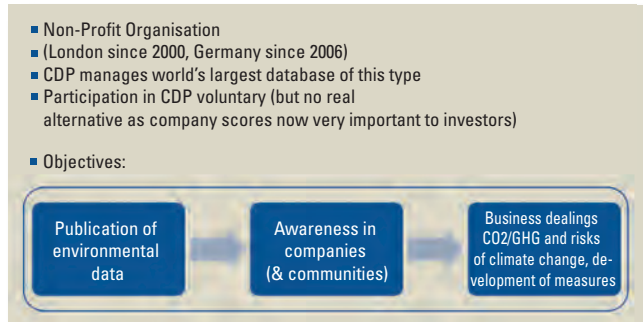 Non-Profit Organisation
(London since 2000, Germany since 2006)
CDP manages world's largest database of this type
Participation in CDP voluntary (but no real
alternative as company scores now very important to investors)
Objectives:
Publication of
environmental
data
Awareness in
companies
(& communities)
Business dealings
CO2/GHG and risks
of climate change, de-
velopment of measures